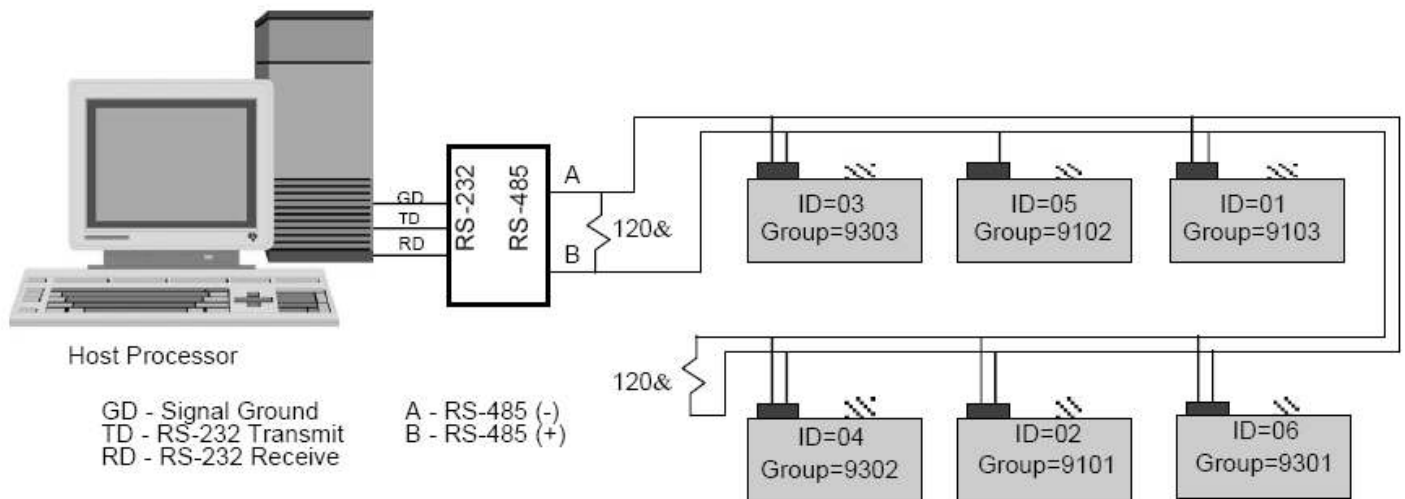 GD
TD
RD
RS-232
RS-485
A
B
120&
ID=03
Group=9303
ID=05
Group=9102
ID=01
Group=9103
Host Processor
GD - Signal Ground
TD - RS-232 Transmit
RD - RS-232 Receive
A - RS-485 (-)
B - RS-485 (+)
120&
ID=04
Group=9302
ID=02
Group=9101
ID=06
Group=9301